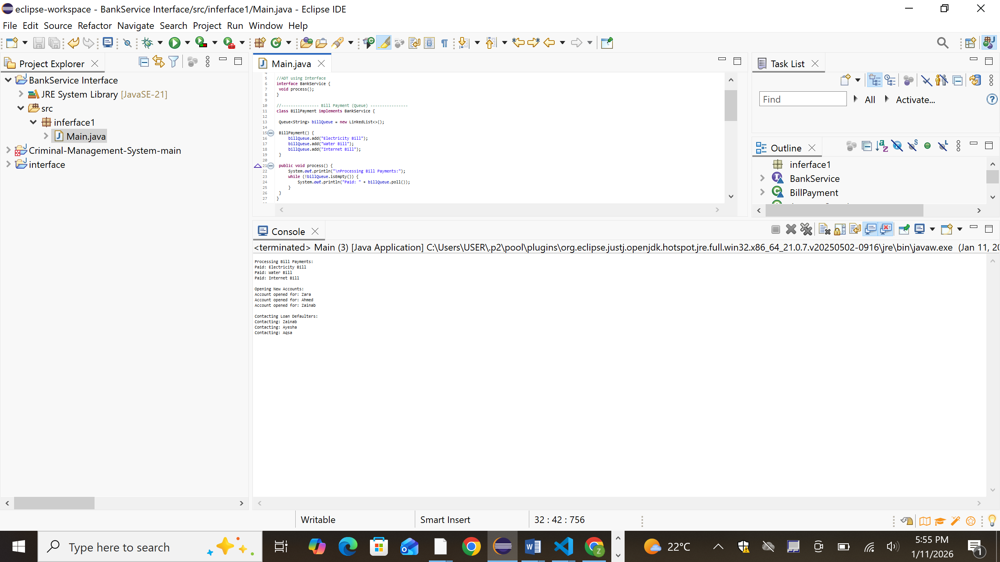 eclipse-workspace - BankService Interface/src/inferface1/Main.java - Eclipse IDE
File Edit Source Refactor Navigate Search Project Run Window Help
Project Explorer
BankService Interface
JRE System Library [JavaSE-21]
src
inferface1
Main.java
Criminal-Management-System-main
interface
Main.java
5 //ADT using Interface
6 interface BankService {
7 void process();
8 }
9
10 //---------------- Bill Payment (Queue) ----------------
11 class BillPayment implements BankService {
12
13 Queue<String> billQueue = new LinkedList<>();
14
15 BillPayment() {
16 billQueue.add("Electricity Bill");
17 billQueue.add("Water Bill");
18 billQueue.add("Internet Bill");
19 }
20
21 public void process() {
22 System.out.println("\nProcessing Bill Payments:");
23 while (!billQueue.isEmpty()) {
24 System.out.println("Paid: " + billQueue.poll());
25 }
26 }
27 }
Task List
Find
All
Activate...
Outline
inferface1
BankService
BillPayment
Console
<terminated> Main (3) [Java Application] C:\Users\USER\.p2\pool\plugins\org.eclipse.justj.openjdk.hotspot.jre.full.win32.x86_64_21.0.7.v20250502-0916\jre\bin\javaw.exe (Jan 11, 20
Processing Bill Payments:
Paid: Electricity Bill
Paid: Water Bill
Paid: Internet Bill
Opening New Accounts:
Account opened for: Zara
Account opened for: Ahmed
Account opened for: Zainab
Contacting Loan Defaulters:
Contacting: Zainab
Contacting: Ayesha
Contacting: Aqsa
Writable
Smart Insert
32 : 42 : 756
Type here to search
22°C
5:55 PM
1/11/2026
1